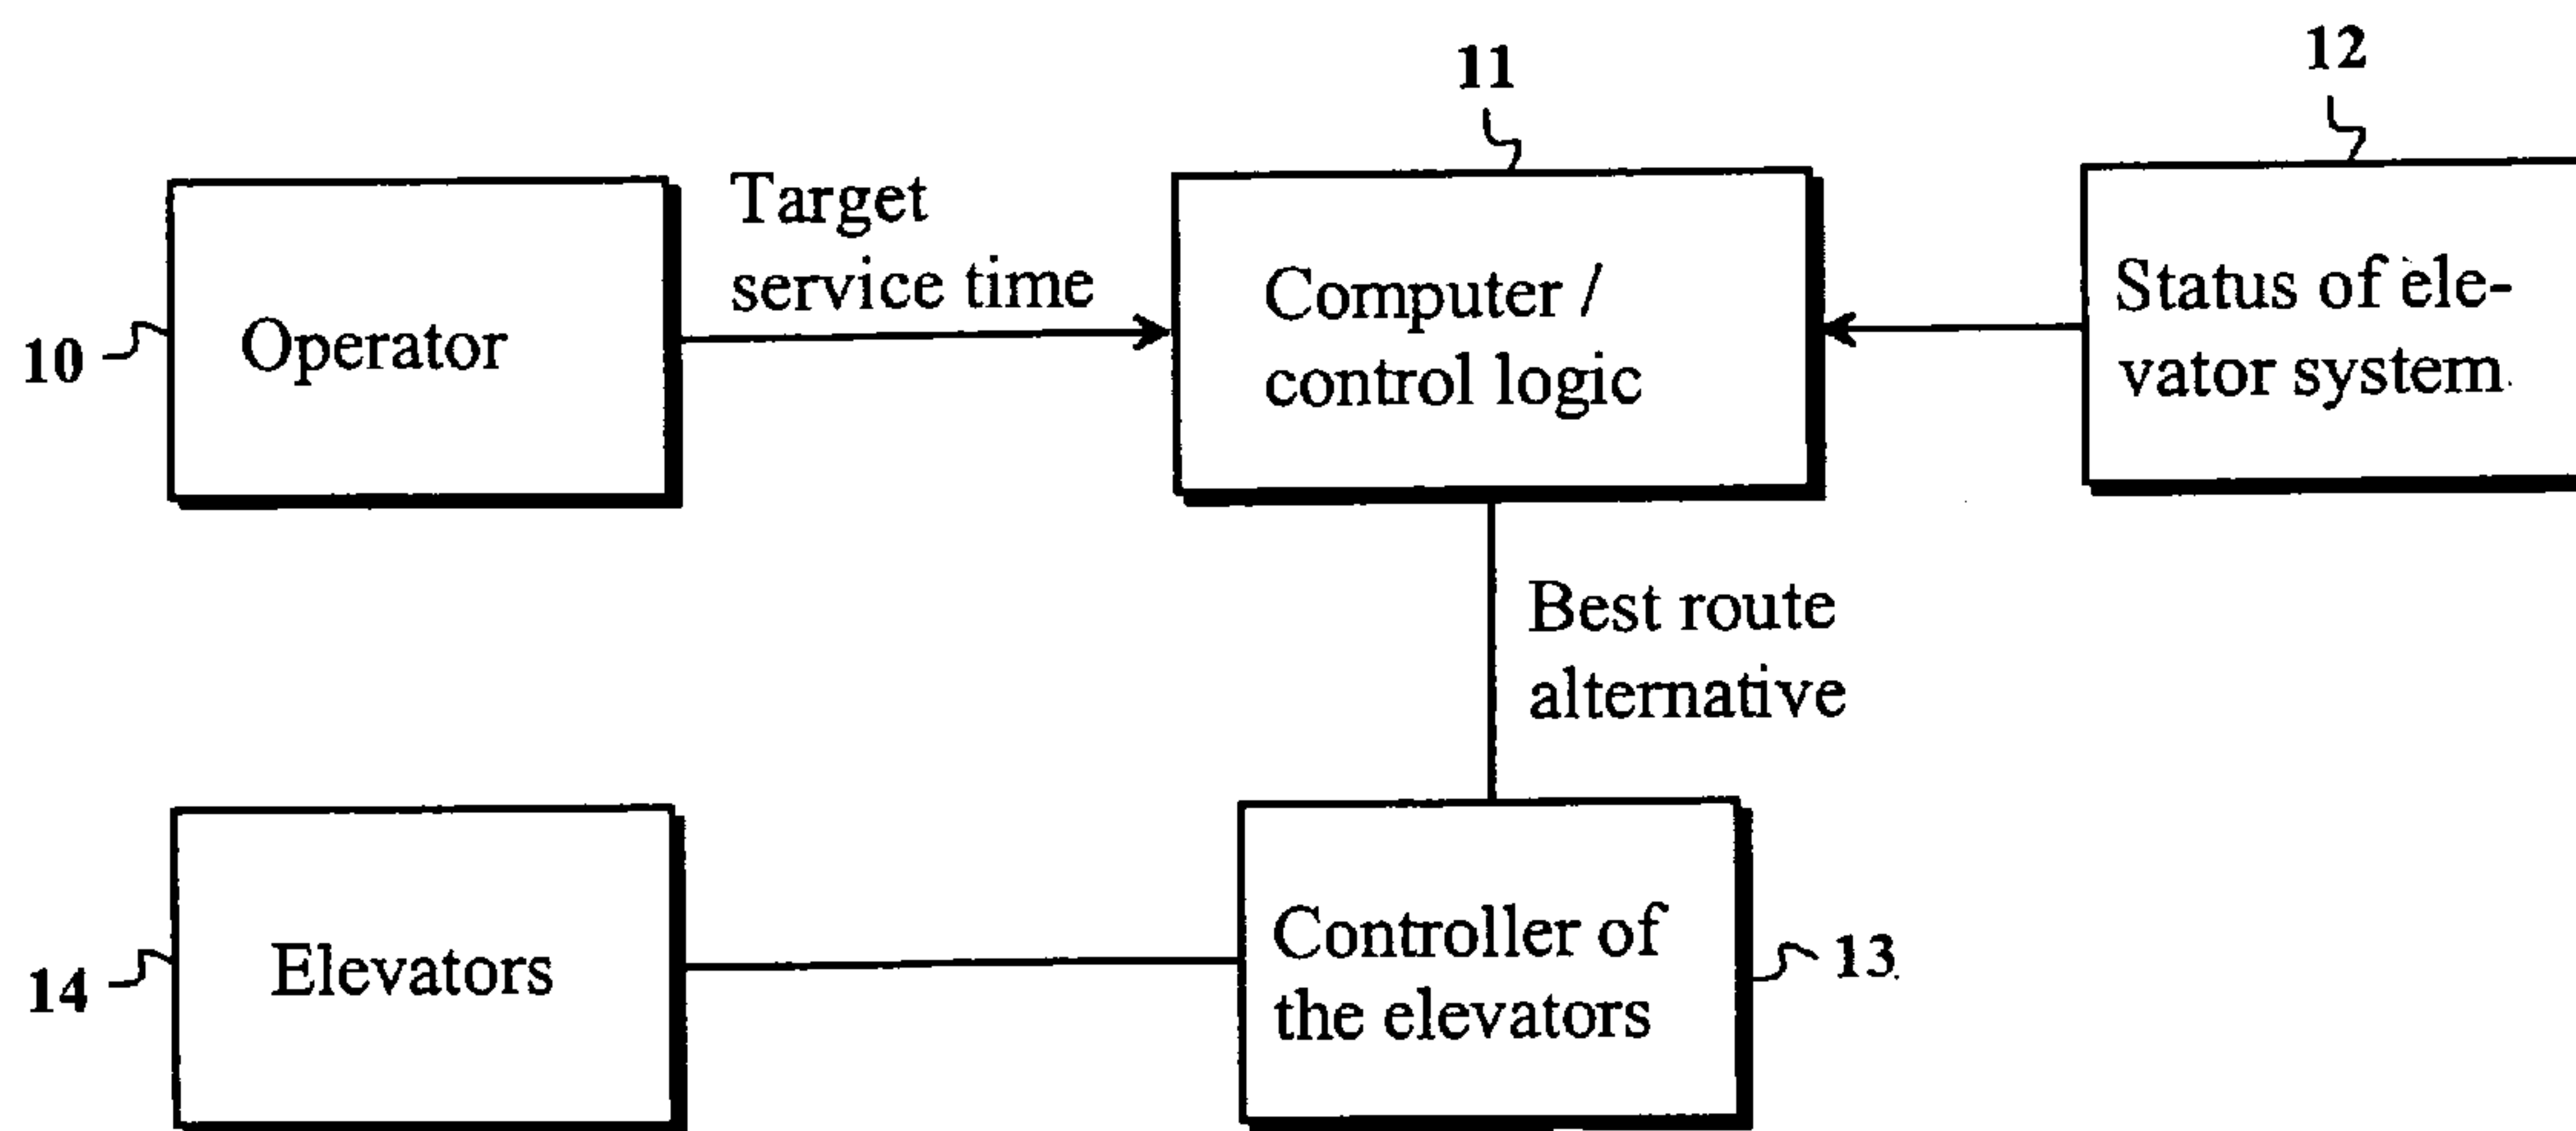 11
12
Target
service time
10
Operator
Computer /
control logic
Status of ele-
vator system
Best route
alternative
14
Elevators
Controller of
the elevators
13